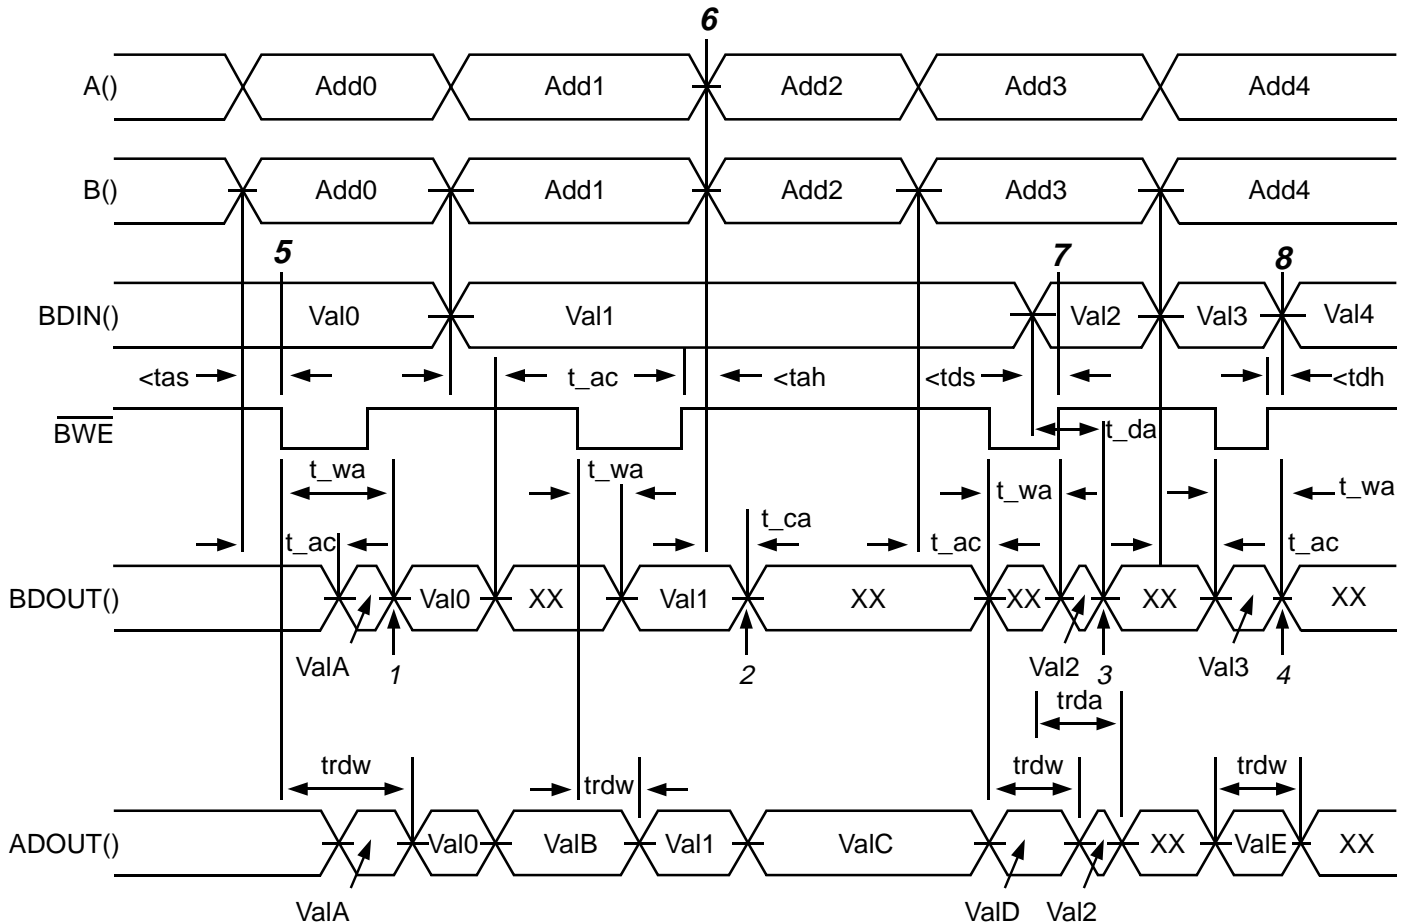 6
A() Add0 Add1 Add2 Add3 Add4
B() Add0 Add1 Add2 Add3 Add4
5 7 8
BDIN() Val0 Val1 Val2 Val3 Val4
<tas t_ac <tah <tds <tdh
BWE t_da
t_wa t_wa t_wa t_wa
t_ca
t_ac t_ac t_ac
BDOUT() Val0 XX Val1 XX XX XX XX
ValA 1 2 Val2 3 Val3 4
trda
trdw trdw trdw trdw
ADOUT() Val0 ValB Val1 ValC XX ValE XX
ValA ValD Val2